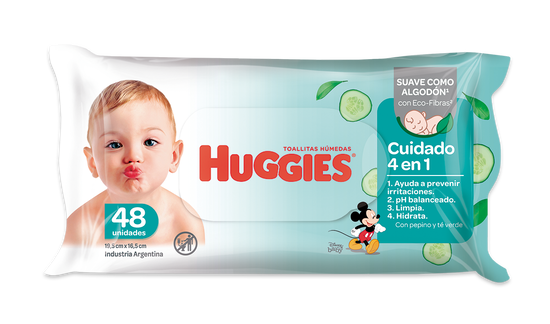 SUAVE COMO
ALGODÓN¹
con Eco-Fibras²
TOALLITAS HÚMEDAS
HUGGIES®
Cuidado
4 en 1
1. Ayuda a prevenir
irritaciones.
2. pH balanceado.
3. Limpia.
4. Hidrata.
Con pepino y té verde
48
unidades
19,5 cm x 16,5 cm
industria Argentina
Disney
baby